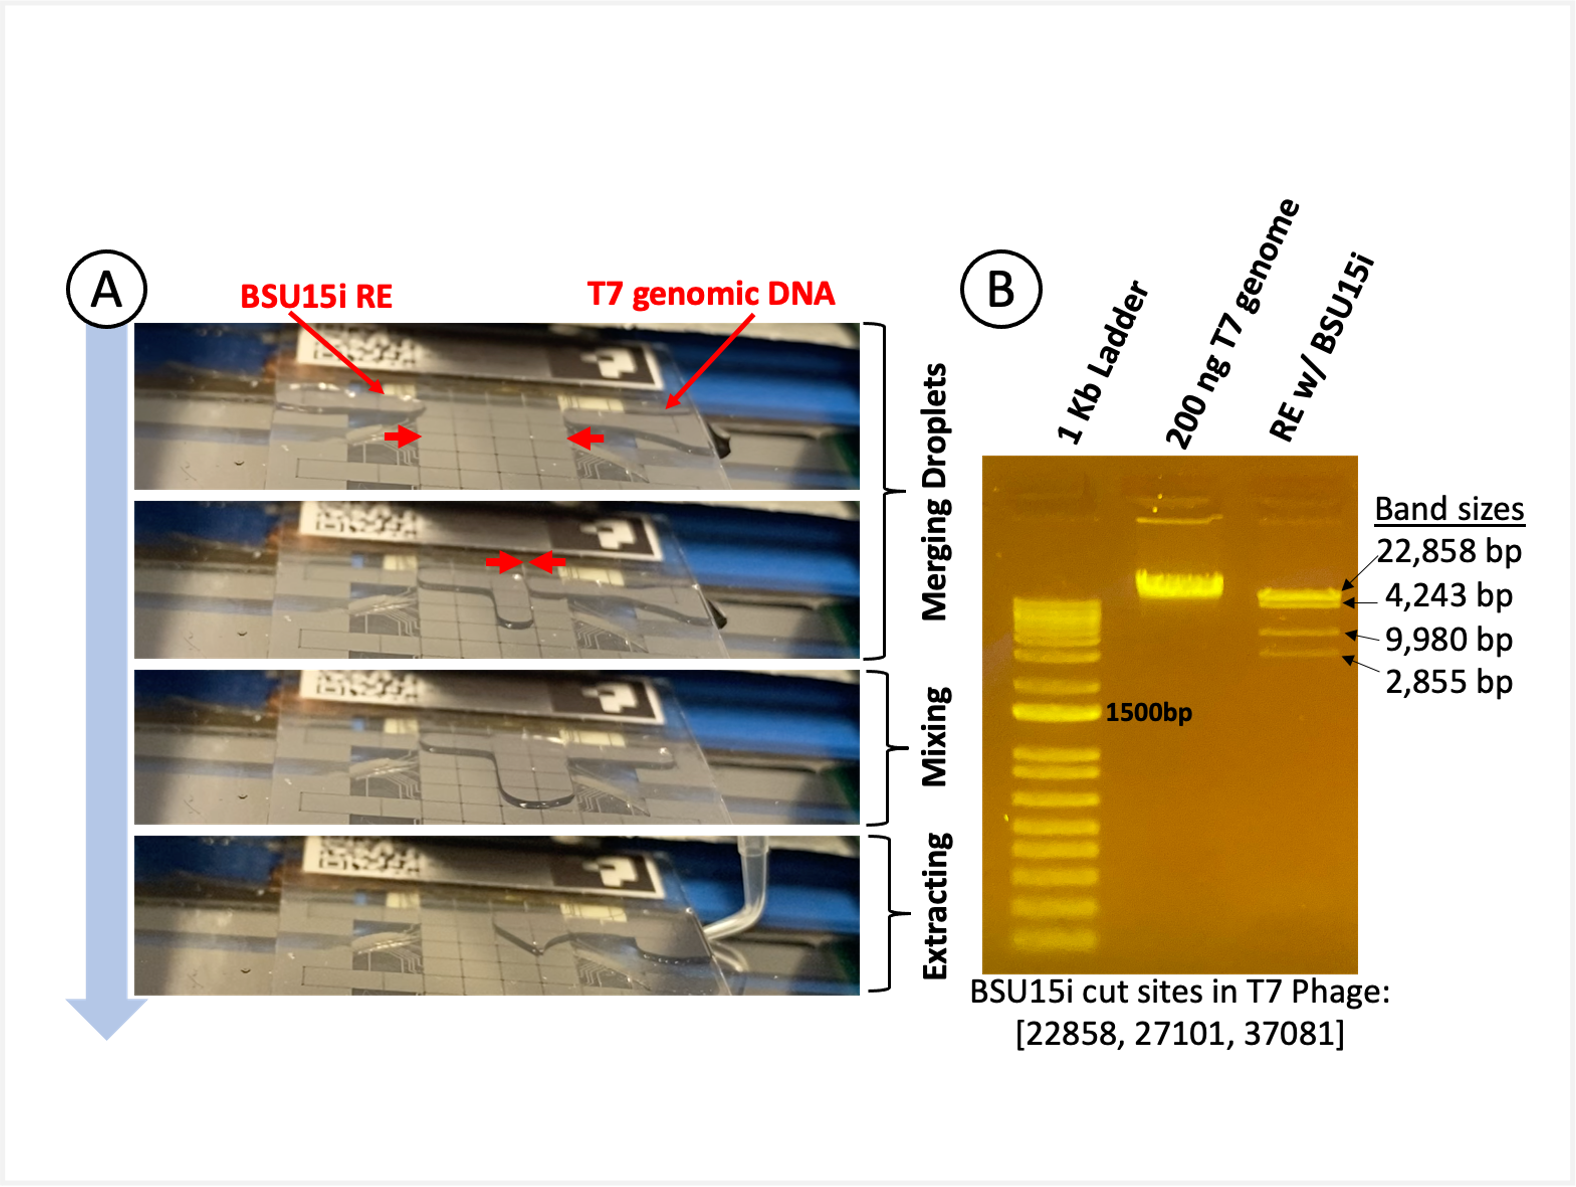 A
BSU15i RE
T7 genomic DNA
Merging Droplets
Mixing
Extracting
B
1 Kb Ladder
200 ng T7 genome
RE w/ BSU15i
1500bp
Band sizes
22,858 bp
4,243 bp
9,980 bp
2,855 bp
BSU15i cut sites in T7 Phage:
[22858, 27101, 37081]